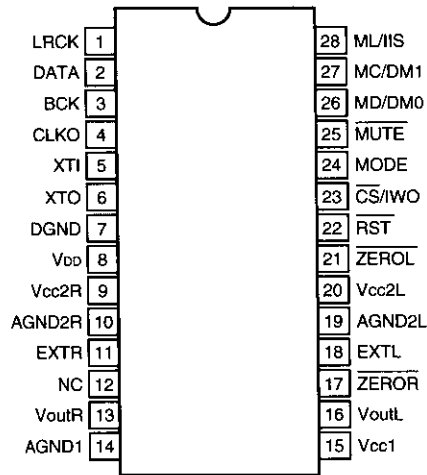 LRCK 1
DATA 2
BCK 3
CLKO 4
XTI 5
XTO 6
DGND 7
VDD 8
Vcc2R 9
AGND2R 10
EXTR 11
NC 12
VoutR 13
AGND1 14
28 ML/IIS
27 MC/DM1
26 MD/DM0
25 MUTE
24 MODE
23 CS/IWO
22 RST
21 ZEROL
20 Vcc2L
19 AGND2L
18 EXTL
17 ZEROR
16 VoutL
15 Vcc1